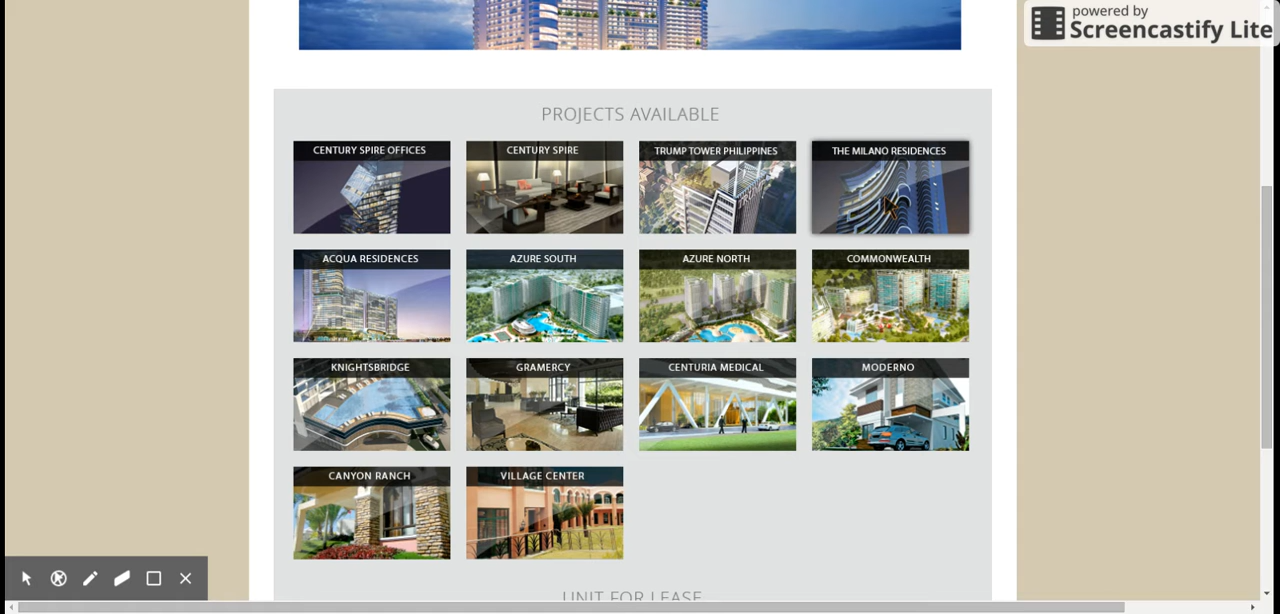 powered by
Screencastify Lite
PROJECTS AVAILABLE
CENTURY SPIRE OFFICES
CENTURY SPIRE
TRUMP TOWER PHILIPPINES
THE MILANO RESIDENCES
TRUMP
ACQUA RESIDENCES
AZURE SOUTH
AZURE NORTH
COMMONWEALTH
KNIGHTSBRIDGE
GRAMERCY
CENTURIA MEDICAL
MODERNO
CANYON RANCH
VILLAGE CENTER
UNIT FOR LEASE